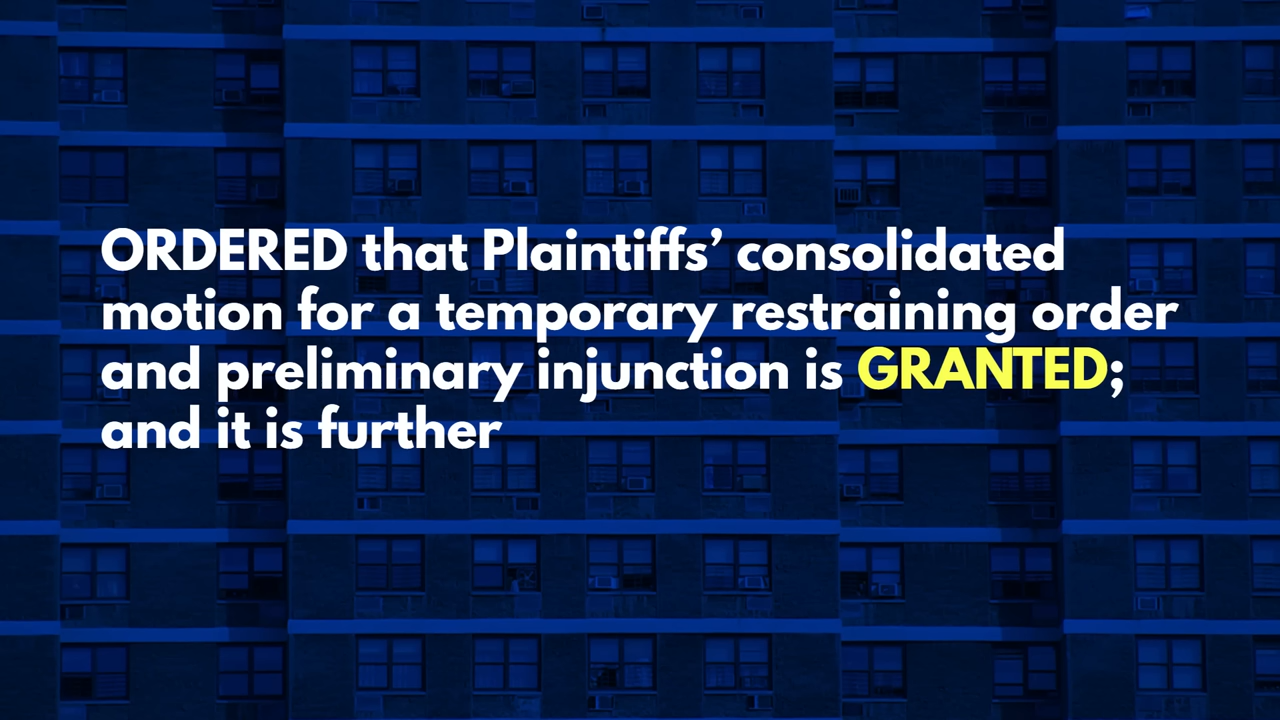 ORDERED that Plaintiffs’ consolidated
motion for a temporary restraining order
and preliminary injunction is GRANTED;
and it is further